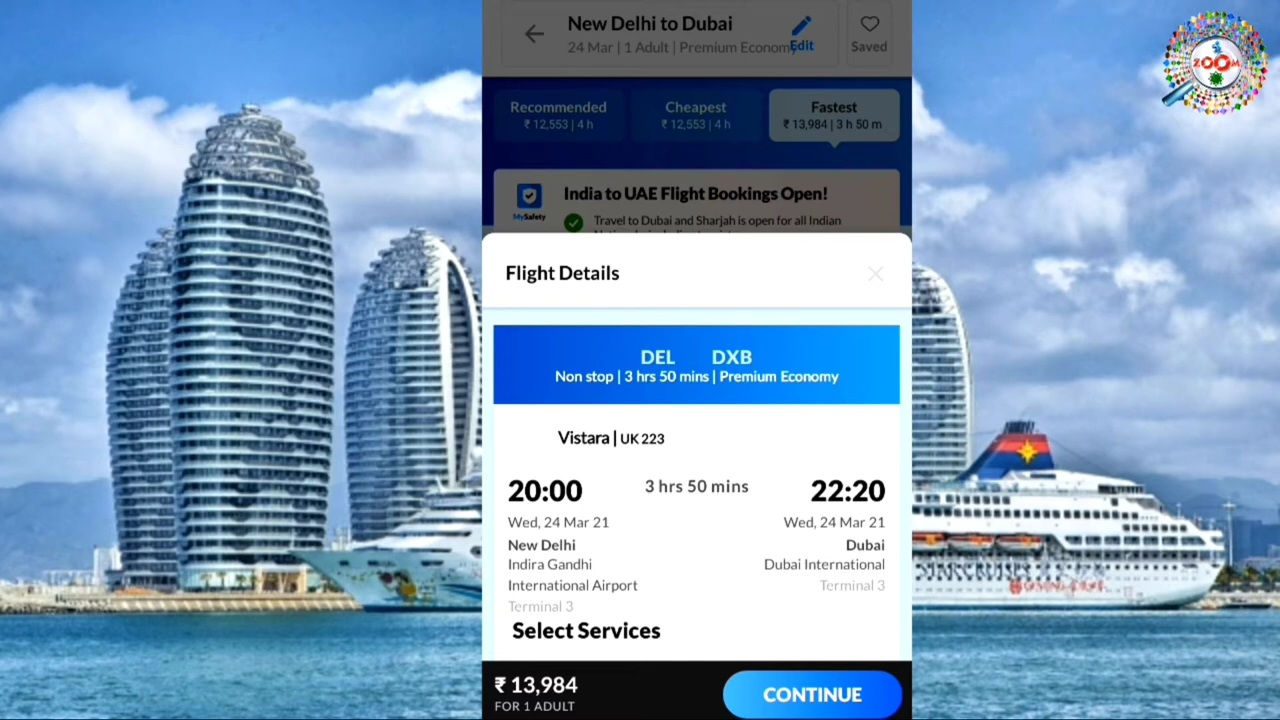 New Delhi to Dubai
24 Mar | 1 Adult | Premium Economy
Edit
Saved
Recommended
₹ 12,553 | 4 h
Cheapest
₹ 12,553 | 4 h
Fastest
₹ 13,984 | 3 h 50 m
MySafety
India to UAE Flight Bookings Open!
Travel to Dubai and Sharjah is open for all Indian
Flight Details
DEL DXB
Non stop | 3 hrs 50 mins | Premium Economy
Vistara | UK 223
20:00
3 hrs 50 mins
22:20
Wed, 24 Mar 21
Wed, 24 Mar 21
New Delhi
Dubai
Indira Gandhi
Dubai International
International Airport
Terminal 3
Terminal 3
Select Services
₹ 13,984
FOR 1 ADULT
CONTINUE
ZOOM